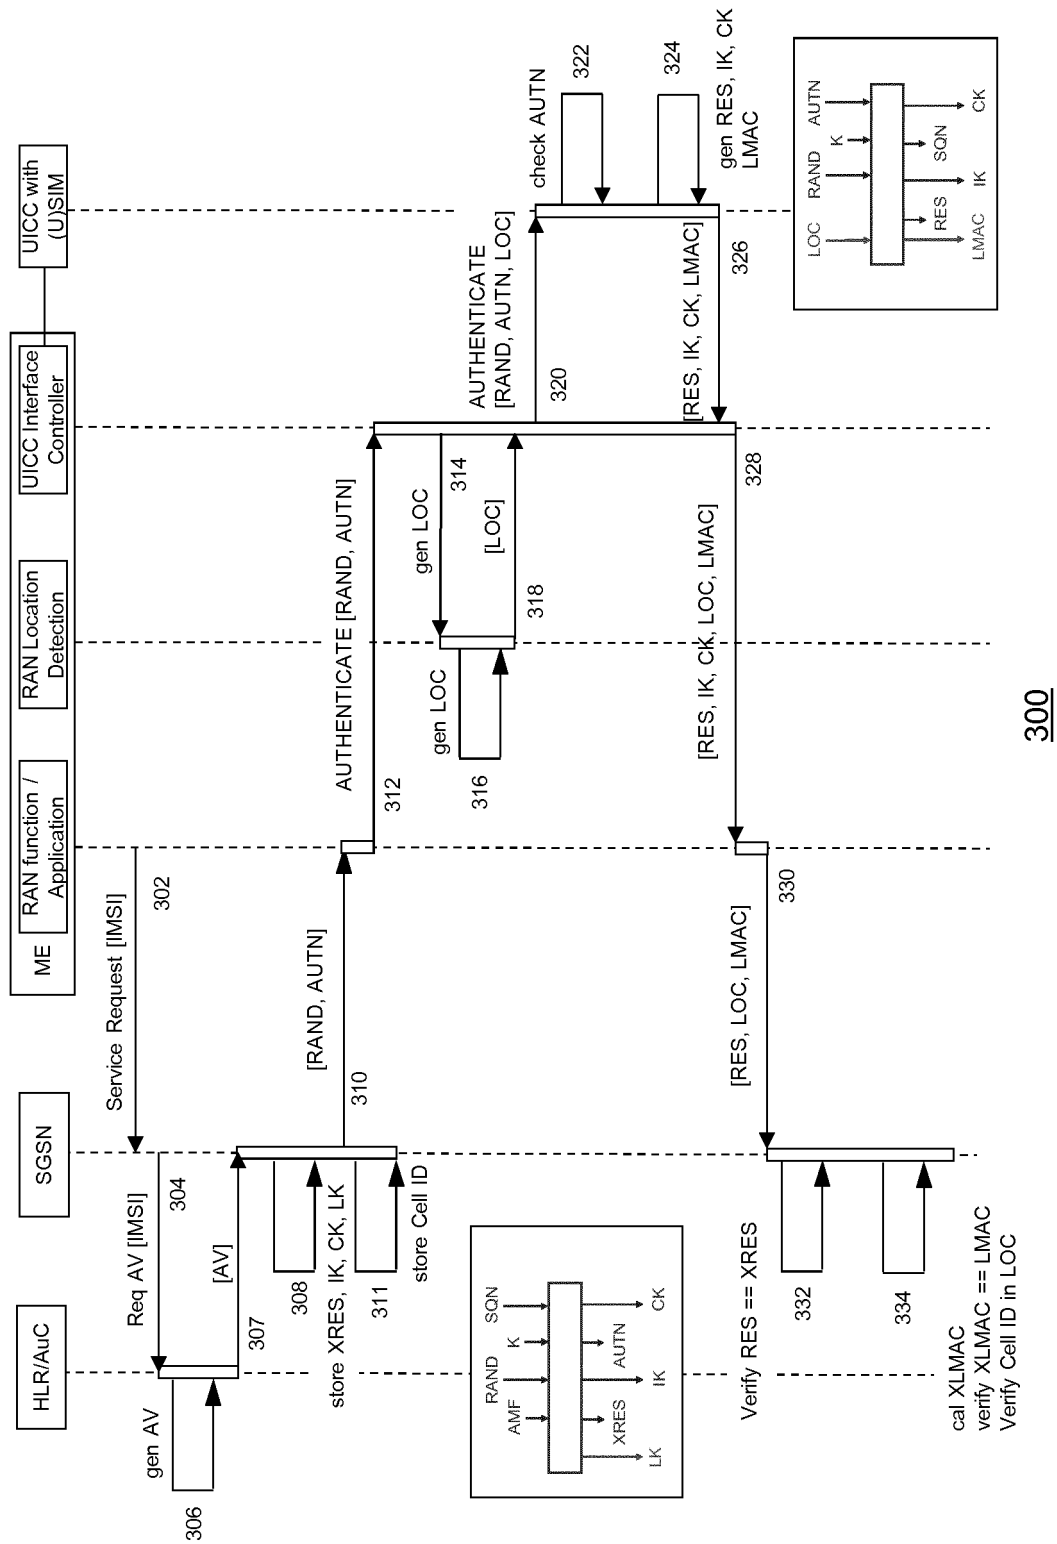 HLR/AuC
SGSN
ME
RAN function /
Application
RAN Location
Detection
UICC Interface
Controller
UICC with
(U)SIM
Service Request [IMSI]
302
Req AV [IMSI]
304
gen AV
306
[AV]
307
308
store XRES, IK, CK, LK
311
store Cell ID
[RAND, AUTN]
310
AUTHENTICATE [RAND, AUTN]
312
gen LOC
314
gen LOC
316
[LOC]
318
AUTHENTICATE
[RAND, AUTN, LOC]
320
check AUTN
322
324
gen RES, IK, CK
LMAC
[RES, IK, CK, LMAC]
326
[RES, IK, CK, LOC, LMAC]
328
[RES, LOC, LMAC]
330
Verify RES == XRES
332
334
cal XLMAC
verify XLMAC == LMAC
Verify Cell ID in LOC
AMF
RAND
K
SQN
LK
XRES
IK
AUTN
CK
LOC
RAND
K
AUTN
LMAC
RES
IK
SQN
CK
300